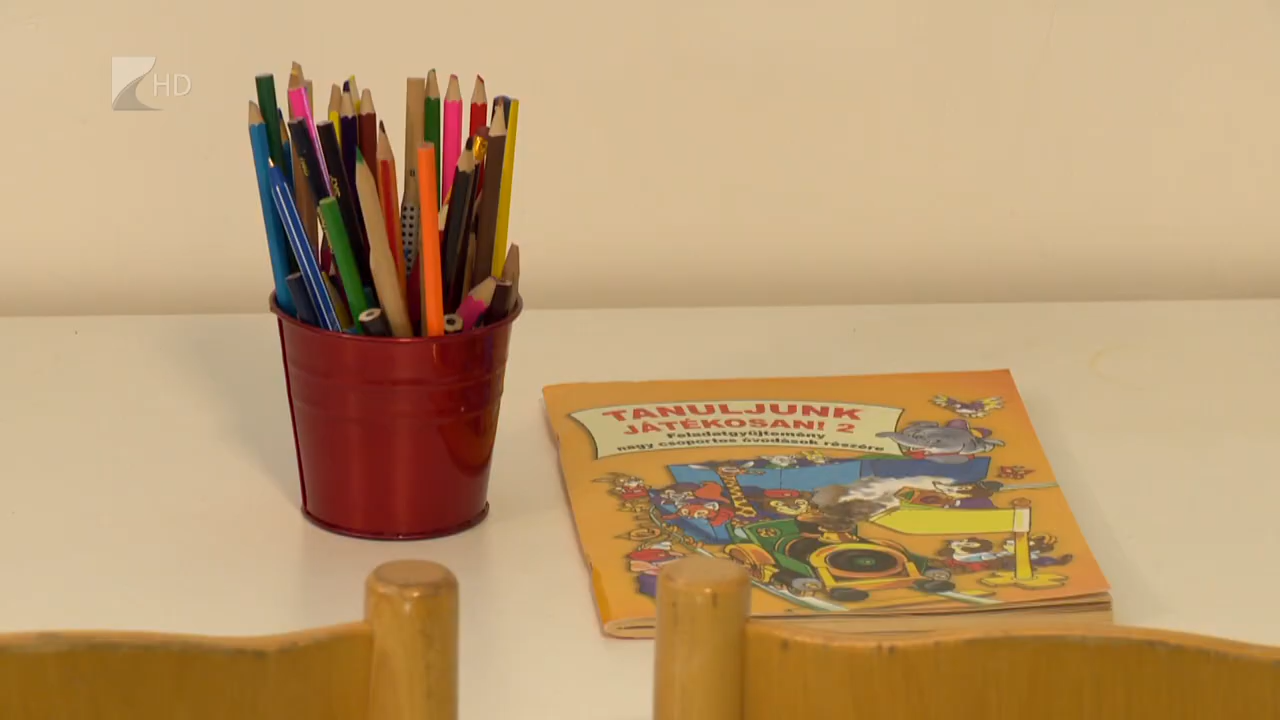 HD
TANULJUNK
JÁTÉKOSAN! 2
Feladatgyűjtemény
nagy csoportos óvodások részére